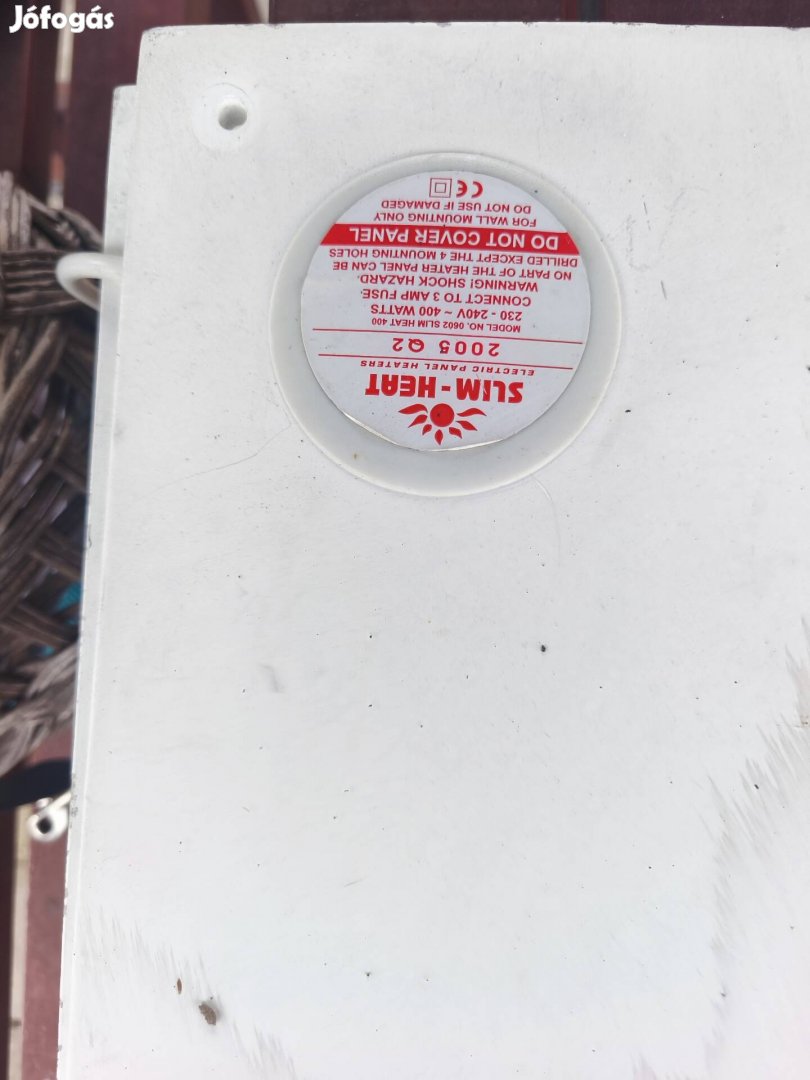 Jófogás
SLIM-HEAT
ELECTRIC PANEL HEATERS
2005 Q2
MODEL NO. 0602 SLIM HEAT 400
230 - 240V ~ 400 WATTS
CONNECT TO 3 AMP FUSE
WARNING! SHOCK HAZARD.
NO PART OF THE HEATER PANEL CAN BE
DRILLED EXCEPT THE 4 MOUNTING HOLES
DO NOT COVER PANEL
FOR WALL MOUNTING ONLY
DO NOT USE IF DAMAGED
CE